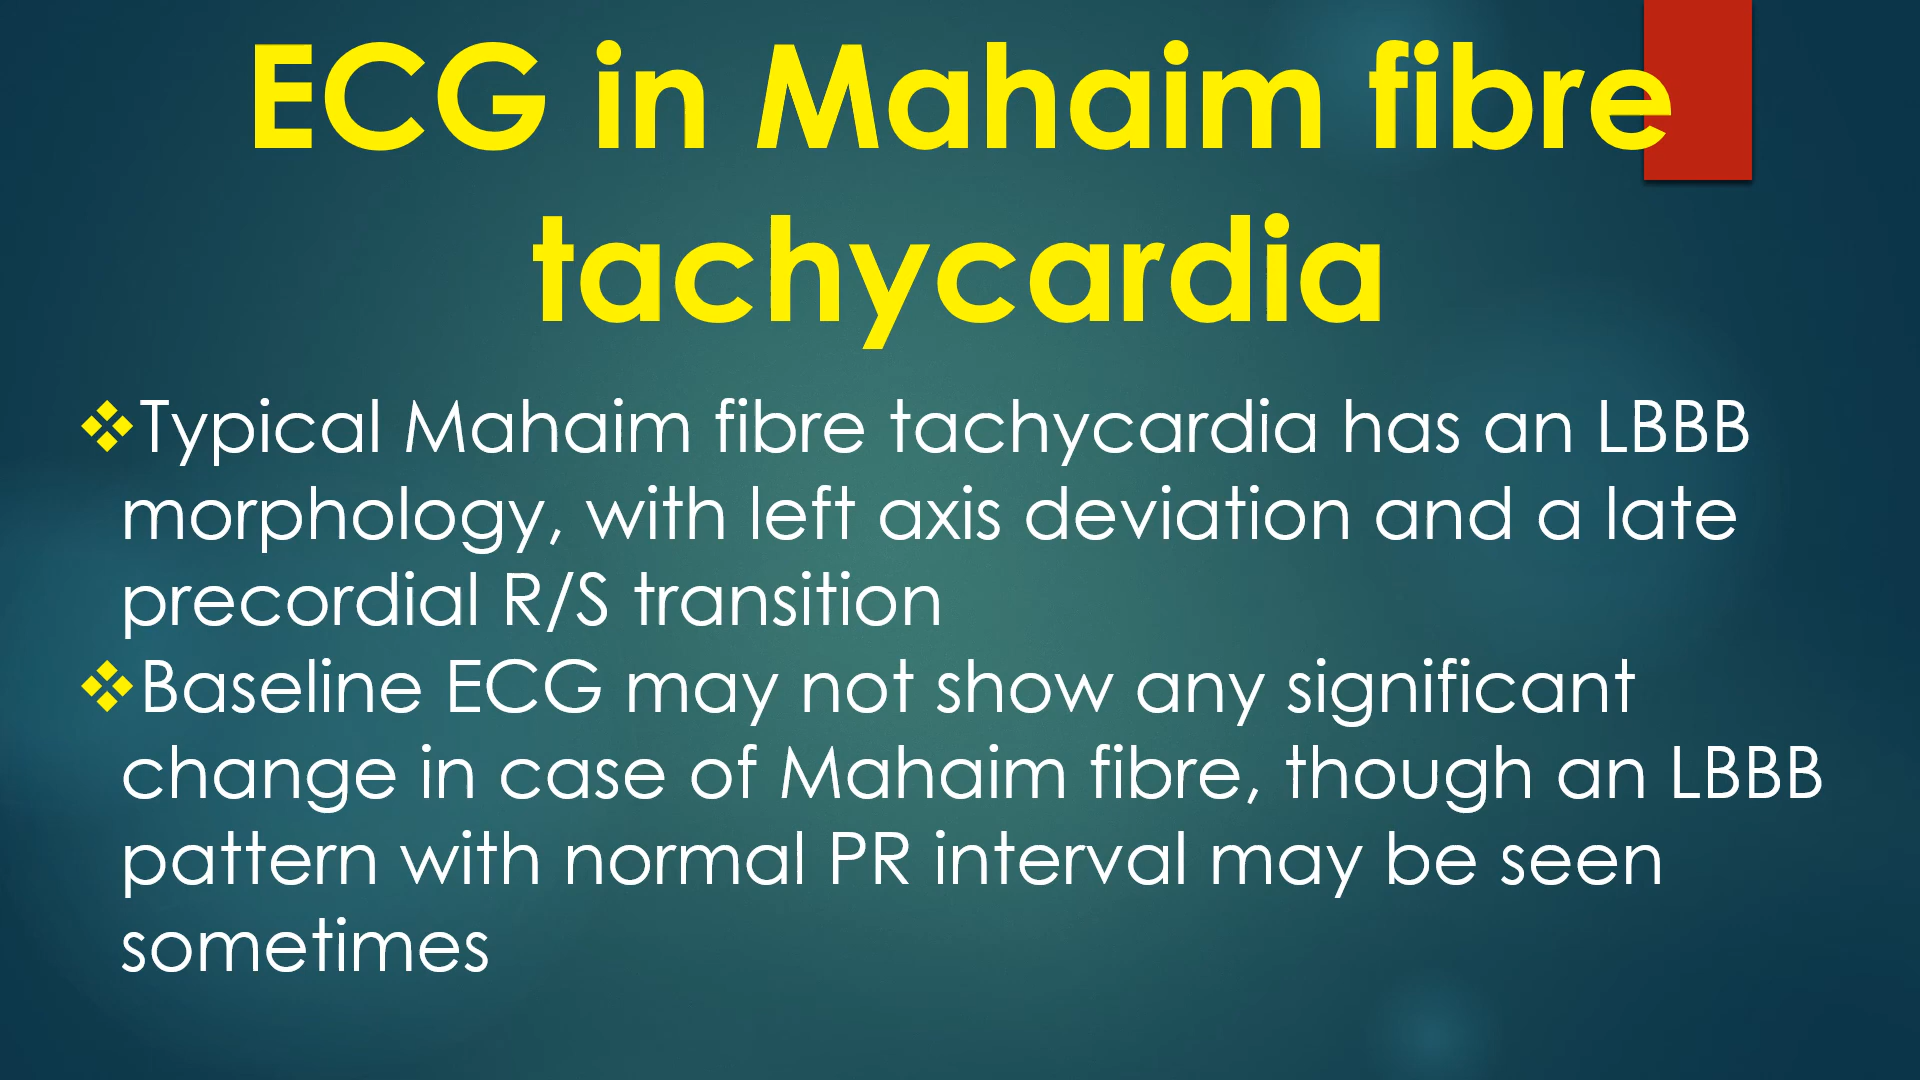 ECG in Mahaim fibre
tachycardia
❖Typical Mahaim fibre tachycardia has an LBBB
morphology, with left axis deviation and a late
precordial R/S transition
❖Baseline ECG may not show any significant
change in case of Mahaim fibre, though an LBBB
pattern with normal PR interval may be seen
sometimes